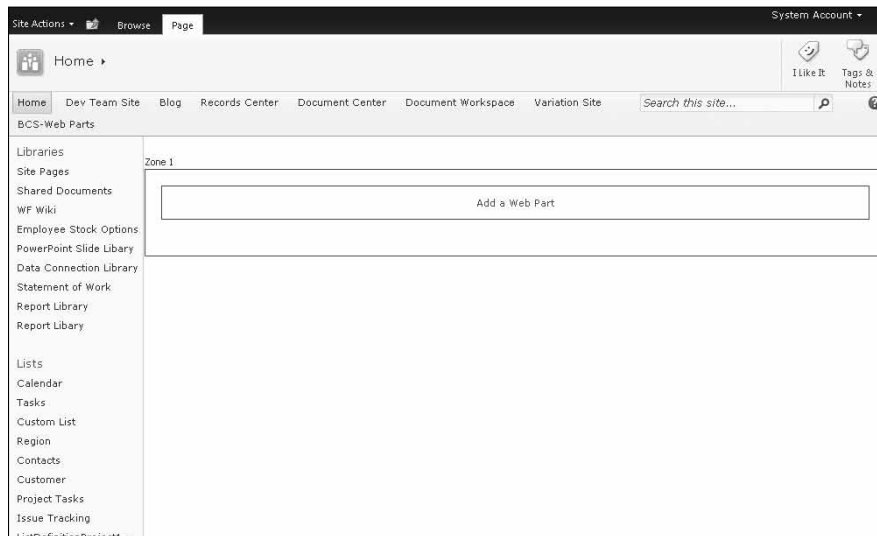 Site Actions Browse Page System Account
Home
I Like It Tags &
Notes
Home Dev Team Site Blog Records Center Document Center Document Workspace Variation Site Search this site...
BCS-Web Parts
Libraries
Site Pages
Shared Documents
WF Wiki
Employee Stock Options
PowerPoint Slide Libary
Data Connection Library
Statement of Work
Report Library
Report Libary
Zone 1
Add a Web Part
Lists
Calendar
Tasks
Custom List
Region
Contacts
Customer
Project Tasks
Issue Tracking